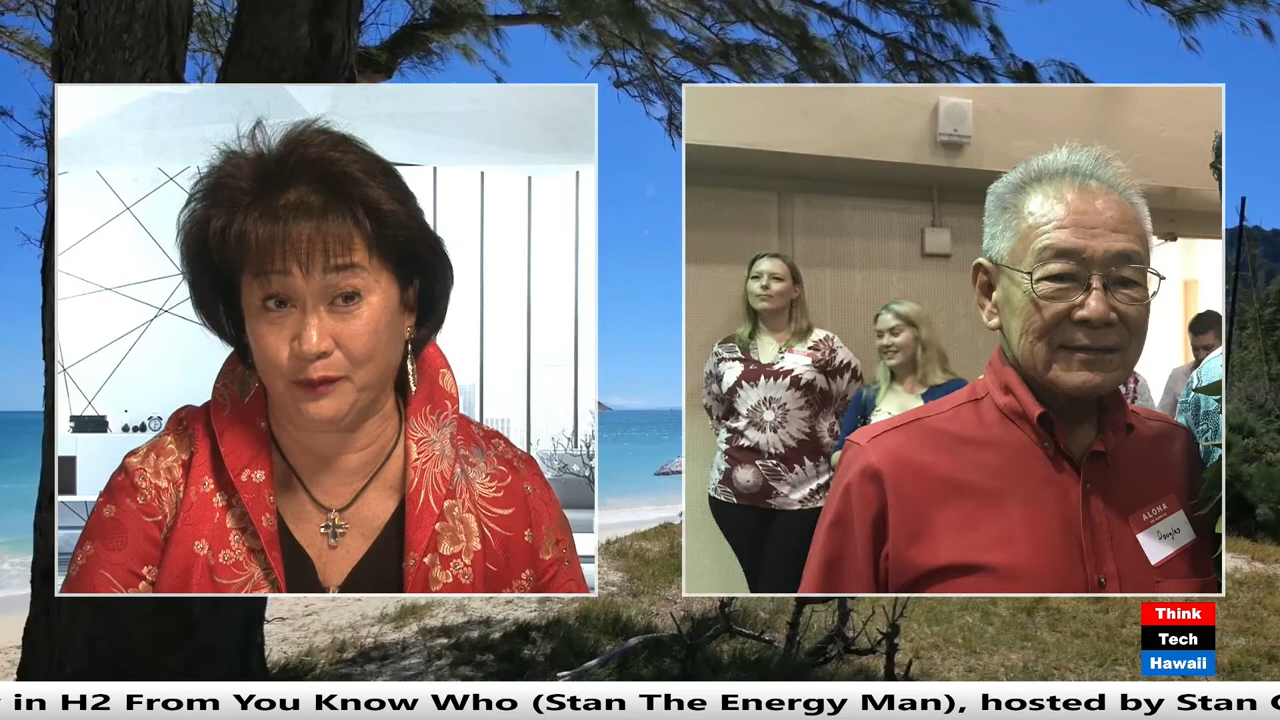 ALOHA
Douglas
Think
Tech
Hawaii
in H2 From You Know Who (Stan The Energy Man), hosted by Stan